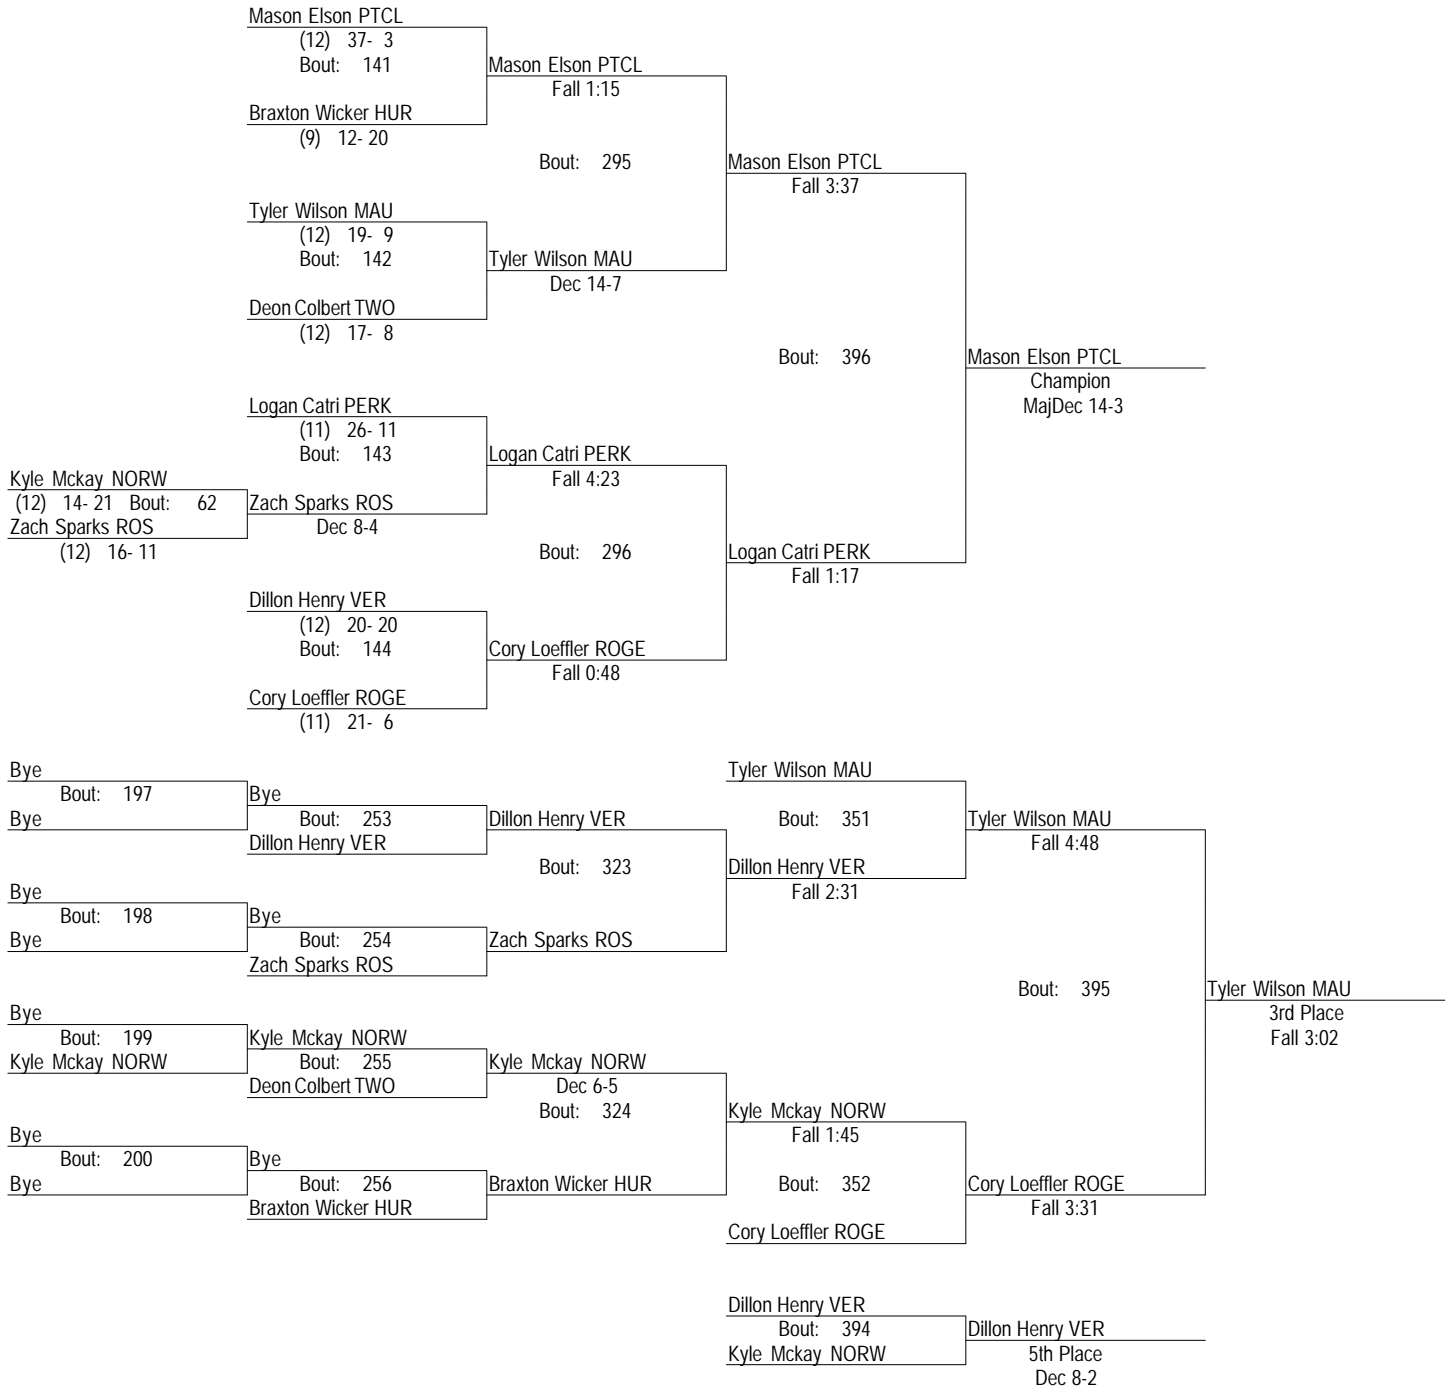 Mason Elson PTCL
(12) 37- 3
Bout: 141
Mason Elson PTCL
Fall 1:15
Braxton Wicker HUR
(9) 12- 20
Bout: 295
Mason Elson PTCL
Fall 3:37
Tyler Wilson MAU
(12) 19- 9
Bout: 142
Tyler Wilson MAU
Dec 14-7
Deon Colbert TWO
(12) 17- 8
Bout: 396
Mason Elson PTCL
Champion
MajDec 14-3
Logan Catri PERK
(11) 26- 11
Bout: 143
Logan Catri PERK
Fall 4:23
Kyle Mckay NORW
(12) 14- 21 Bout: 62
Zach Sparks ROS
Zach Sparks ROS
Dec 8-4
(12) 16- 11
Bout: 296
Logan Catri PERK
Fall 1:17
Dillon Henry VER
(12) 20- 20
Bout: 144
Cory Loeffler ROGE
Fall 0:48
Cory Loeffler ROGE
(11) 21- 6
Bye
Bout: 197
Bye
Bye
Bout: 253
Dillon Henry VER
Dillon Henry VER
Tyler Wilson MAU
Bout: 351
Tyler Wilson MAU
Fall 4:48
Bout: 323
Dillon Henry VER
Fall 2:31
Bye
Bout: 198
Bye
Bye
Bout: 254
Zach Sparks ROS
Zach Sparks ROS
Bout: 395
Tyler Wilson MAU
3rd Place
Fall 3:02
Bye
Bout: 199
Kyle Mckay NORW
Kyle Mckay NORW
Bout: 255
Deon Colbert TWO
Kyle Mckay NORW
Dec 6-5
Bout: 324
Kyle Mckay NORW
Fall 1:45
Bye
Bout: 200
Bye
Bye
Bout: 256
Braxton Wicker HUR
Braxton Wicker HUR
Bout: 352
Cory Loeffler ROGE
Fall 3:31
Cory Loeffler ROGE
Dillon Henry VER
Bout: 394
Kyle Mckay NORW
Dillon Henry VER
5th Place
Dec 8-2